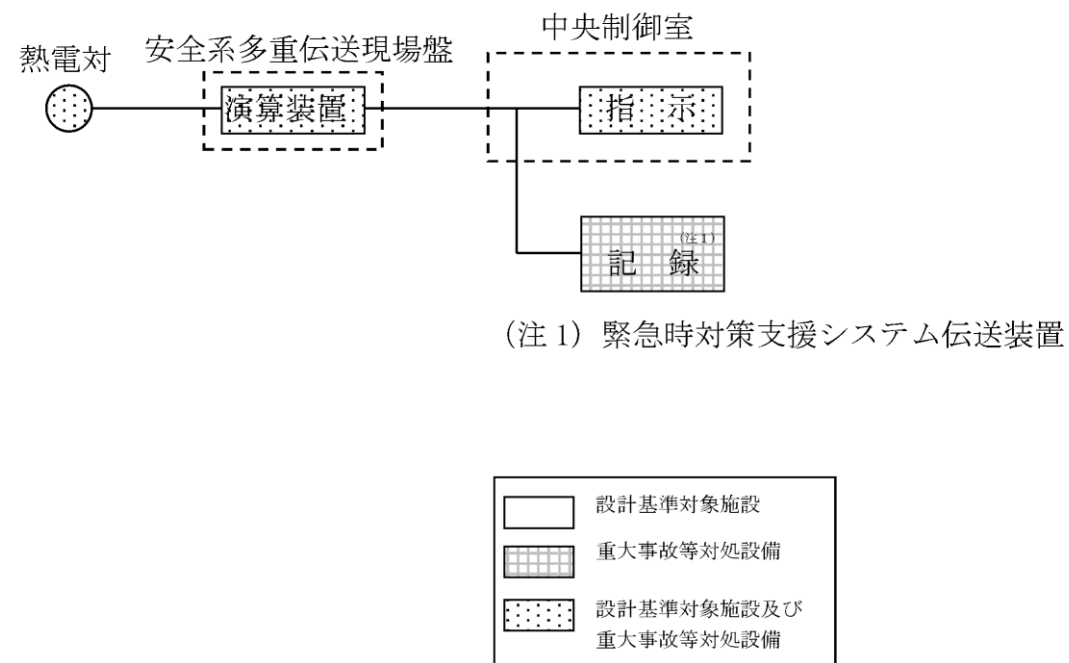 熱電対
安全系多重伝送現場盤
中央制御室
演算装置
指 示
記 録(注1)
(注1) 緊急時対策支援システム伝送装置
設計基準対象施設
重大事故等対処設備
設計基準対象施設及び
重大事故等対処設備